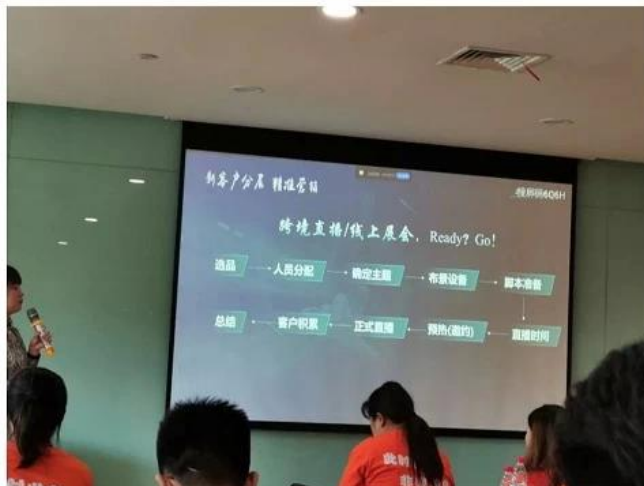 新客户分层 精准营销
跨境直播/线上展会，Ready? Go!
选品
人员分配
确定主题
布景设备
脚本准备
总结
客户积累
正式直播
预热(邀约)
直播时间